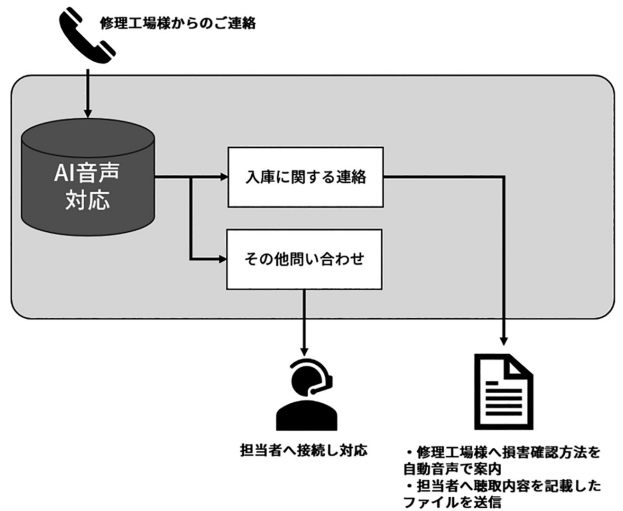 修理工場様からのご連絡
AI音声
対応
入庫に関する連絡
その他問い合わせ
担当者へ接続し対応
・修理工場様へ損害確認方法を
自動音声で案内
・担当者へ聴取内容を記載した
ファイルを送信